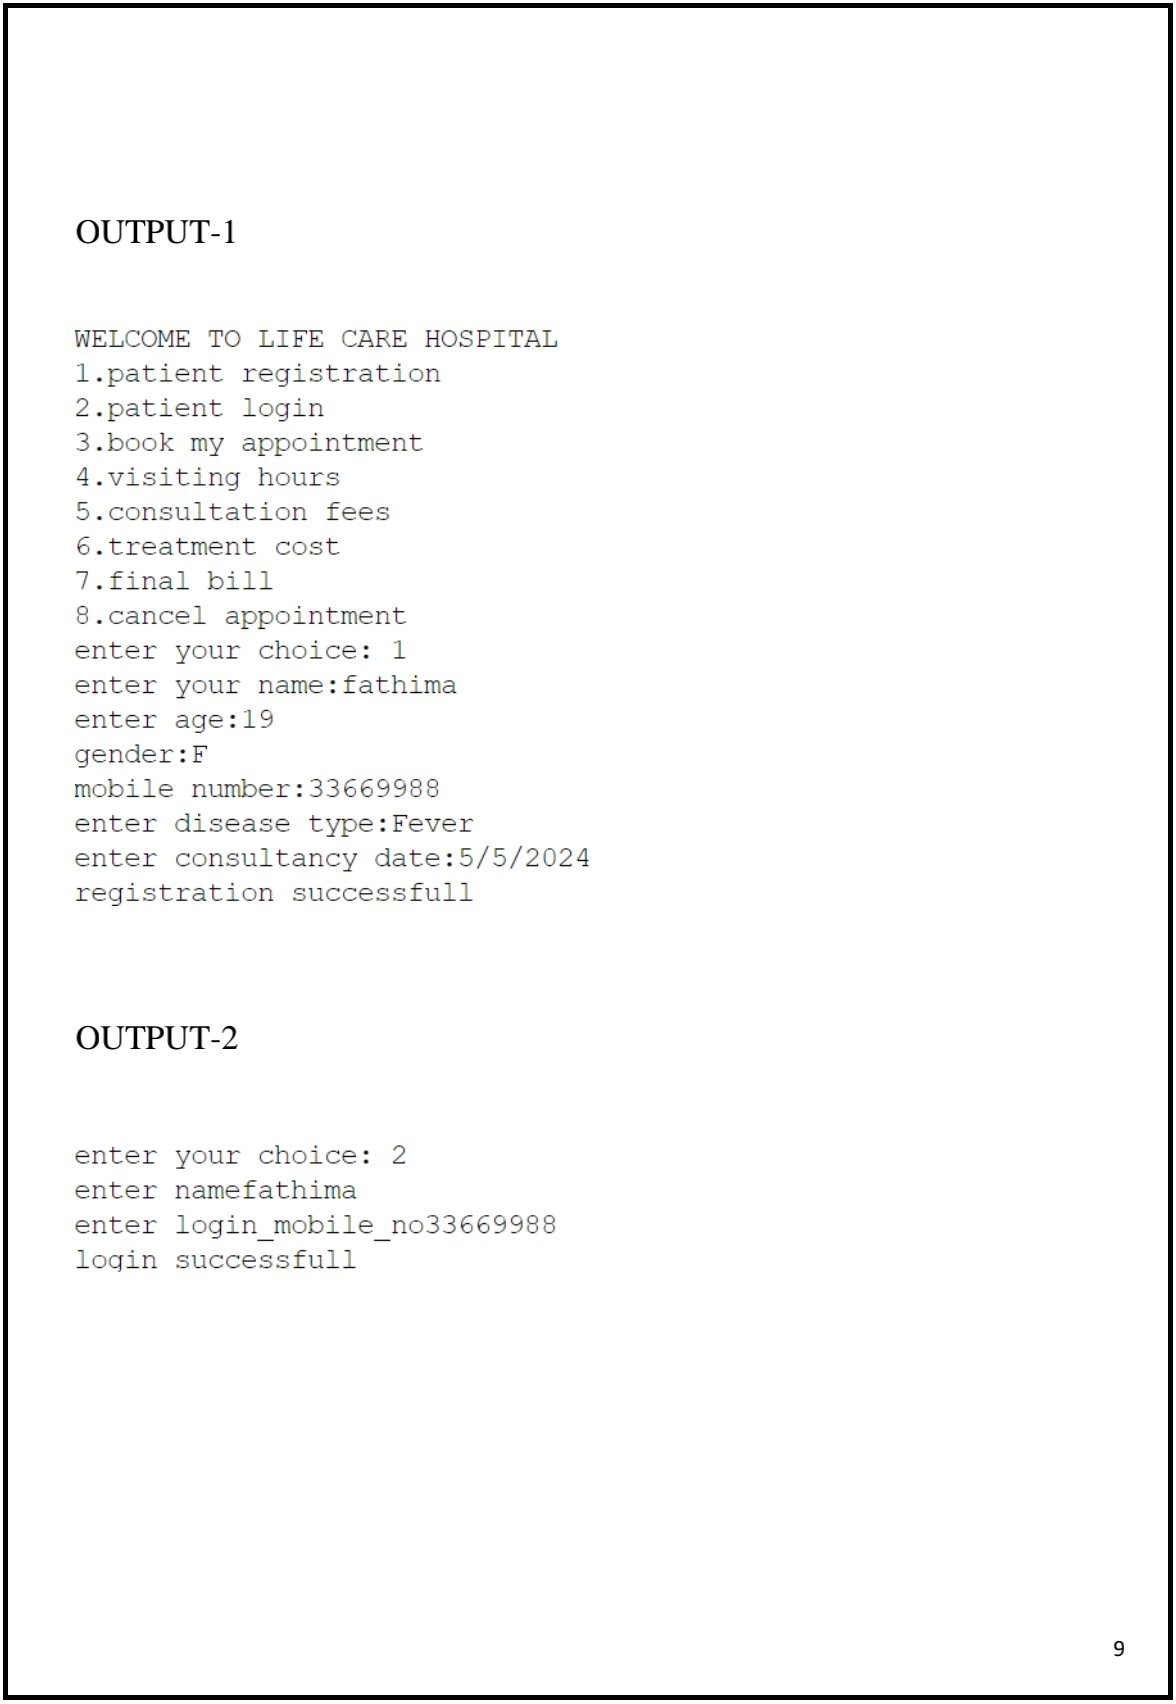 OUTPUT-1
WELCOME TO LIFE CARE HOSPITAL
1.patient registration
2.patient login
3.book my appointment
4.visiting hours
5.consultation fees
6.treatment cost
7.final bill
8.cancel appointment
enter your choice: 1
enter your name:fathima
enter age:19
gender:F
mobile number:33669988
enter disease type:Fever
enter consultancy date:5/5/2024
registration successfull
OUTPUT-2
enter your choice: 2
enter namefathima
enter login_mobile_no33669988
login successfull
9